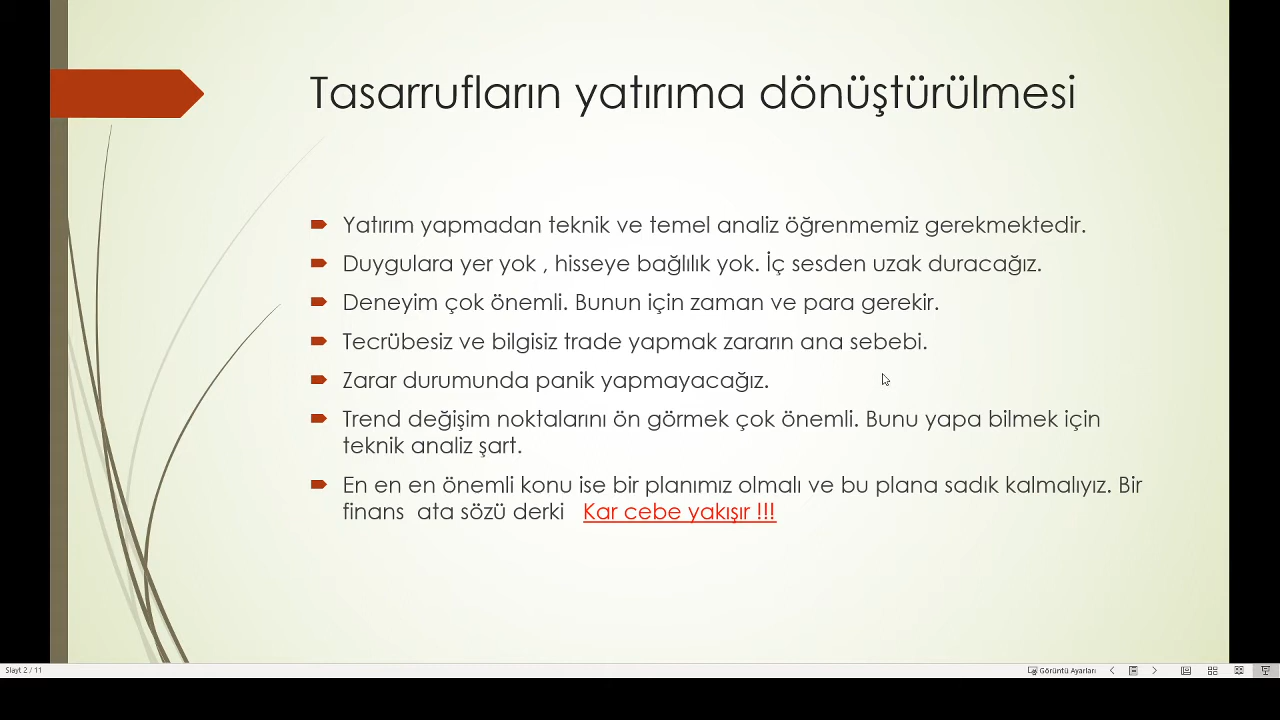 Tasarrufların yatırıma dönüştürülmesi
Yatırım yapmadan teknik ve temel analiz öğrenmemiz gerekmektedir.
Duygulara yer yok , hisseye bağlılık yok. İç sesden uzak duracağız.
Deneyim çok önemli. Bunun için zaman ve para gerekir.
Tecrübesiz ve bilgisiz trade yapmak zararın ana sebebi.
Zarar durumunda panik yapmayacağız.
Trend değişim noktalarını ön görmek çok önemli. Bunu yapa bilmek için
teknik analiz şart.
En en en önemli konu ise bir planımız olmalı ve bu plana sadık kalmalıyız. Bir
finans ata sözü derki Kar cebe yakışır !!!
Slayt 2 / 11
Görüntü Ayarları